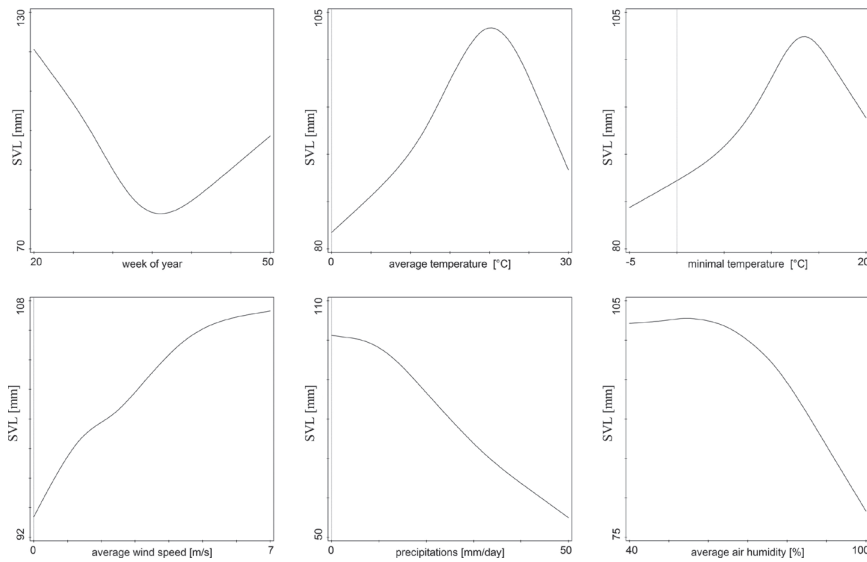 130
SVL [mm]
70
20
week of year
50
105
SVL [mm]
80
0
average temperature [°C]
30
105
SVL [mm]
80
-5
minimal temperature [°C]
20
108
SVL [mm]
92
0
average wind speed [m/s]
7
110
SVL [mm]
50
0
precipitations [mm/day]
50
105
SVL [mm]
75
40
average air humidity [%]
100